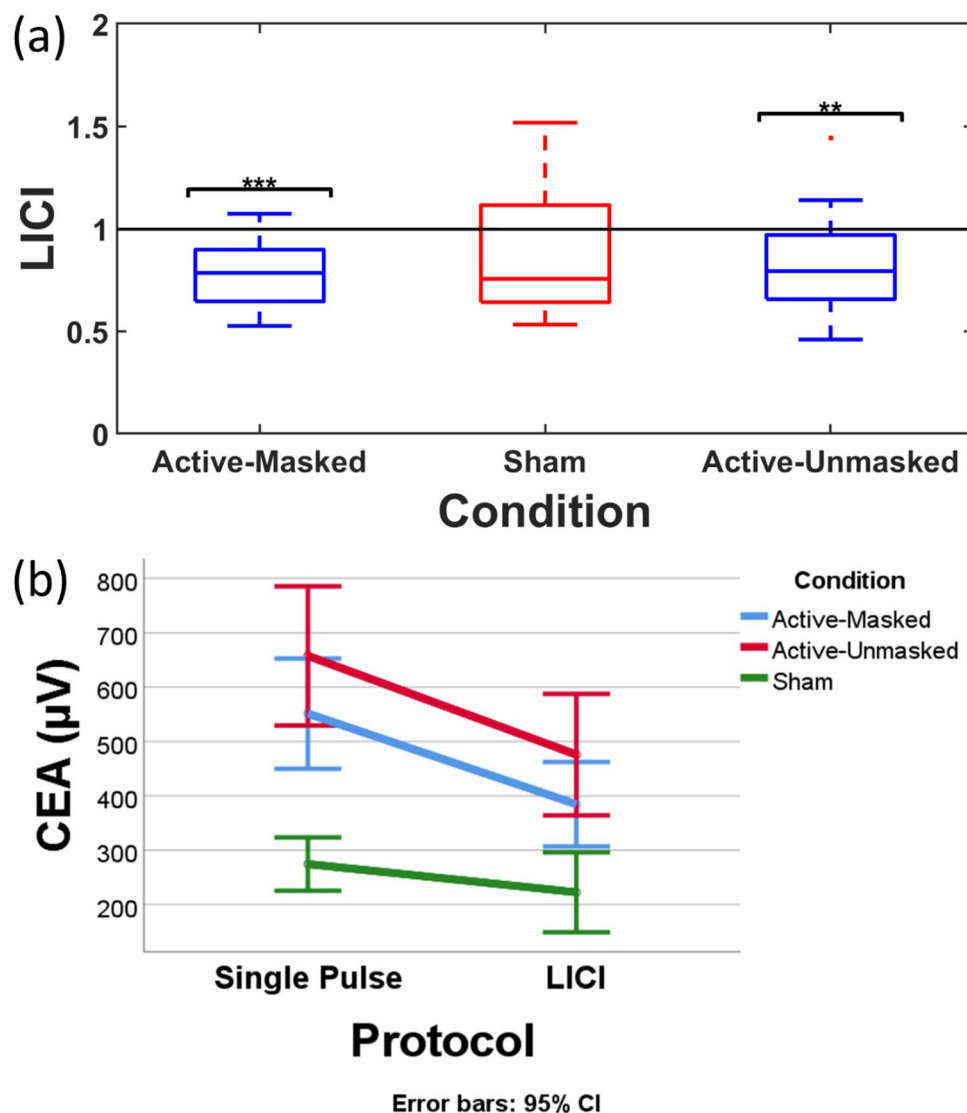 (a)
2
1.5
1
0.5
0
LICI
***
**
Active-Masked Sham Active-Unmasked
Condition
(b)
800
700
600
500
400
300
200
CEA (µV)
Condition
Active-Masked
Active-Unmasked
Sham
Single Pulse LICI
Protocol
Error bars: 95% CI